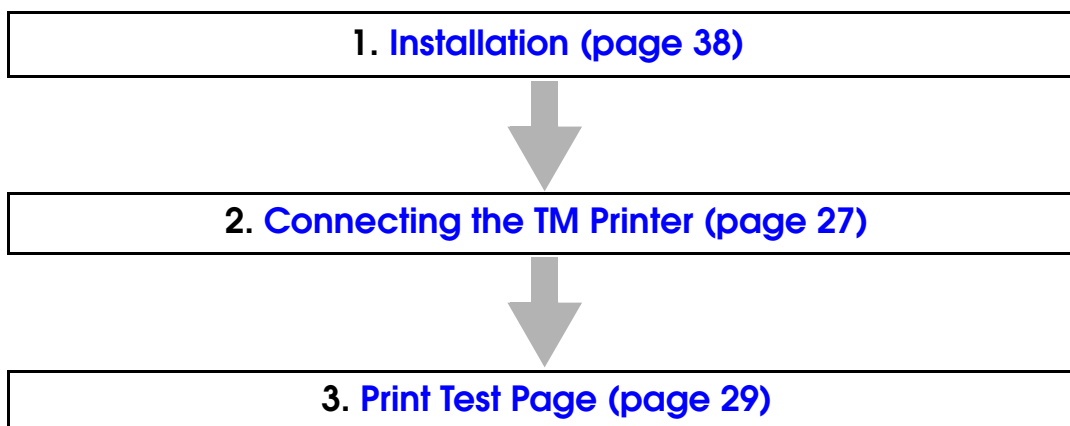 1. Installation (page 38)
2. Connecting the TM Printer (page 27)
3. Print Test Page (page 29)